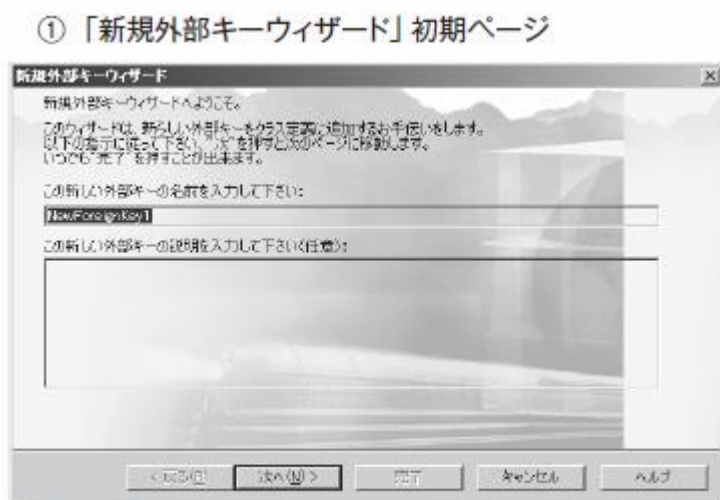 ① 「新規外部キーウィザード」初期ページ
新規外部キーウィザード
新規外部キーウィザードへようこそ。
このウィザードは、新らしい外部キーをクラス定義に追加するお手伝いをします。
以下の指示に従って下さい、"次"を押すと次のページに移動します。
いつでも"完了"を押すことが出来ます。
この新しい外部キーの名前を入力して下さい:
NewForeignKey1
この新しい外部キーの説明を入力して下さい(任意):
< 戻る(B) 次へ(N) > 完了 キャンセル ヘルプ